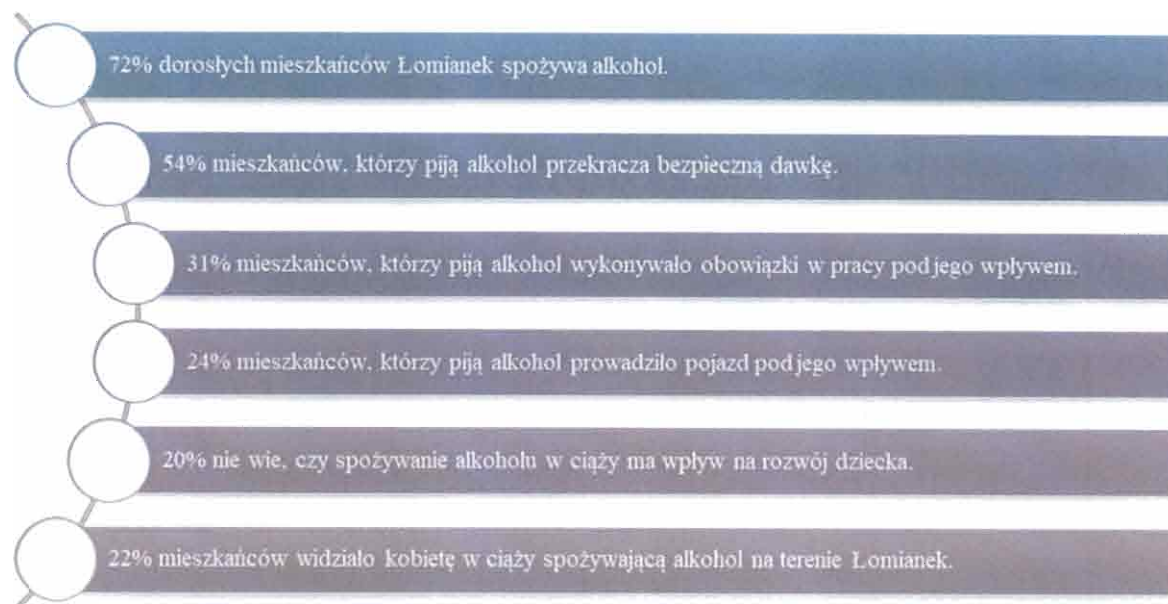 72% dorosłych mieszkańców Łomianek spożywa alkohol.
54% mieszkańców, którzy piją alkohol przekracza bezpieczną dawkę.
31% mieszkańców, którzy piją alkohol wykonywało obowiązki w pracy pod jego wpływem.
24% mieszkańców, którzy piją alkohol prowadziło pojazd pod jego wpływem.
20% nie wie, czy spożywanie alkoholu w ciąży ma wpływ na rozwój dziecka.
22% mieszkańców widziało kobietę w ciąży spożywającą alkohol na terenie Łomianek.